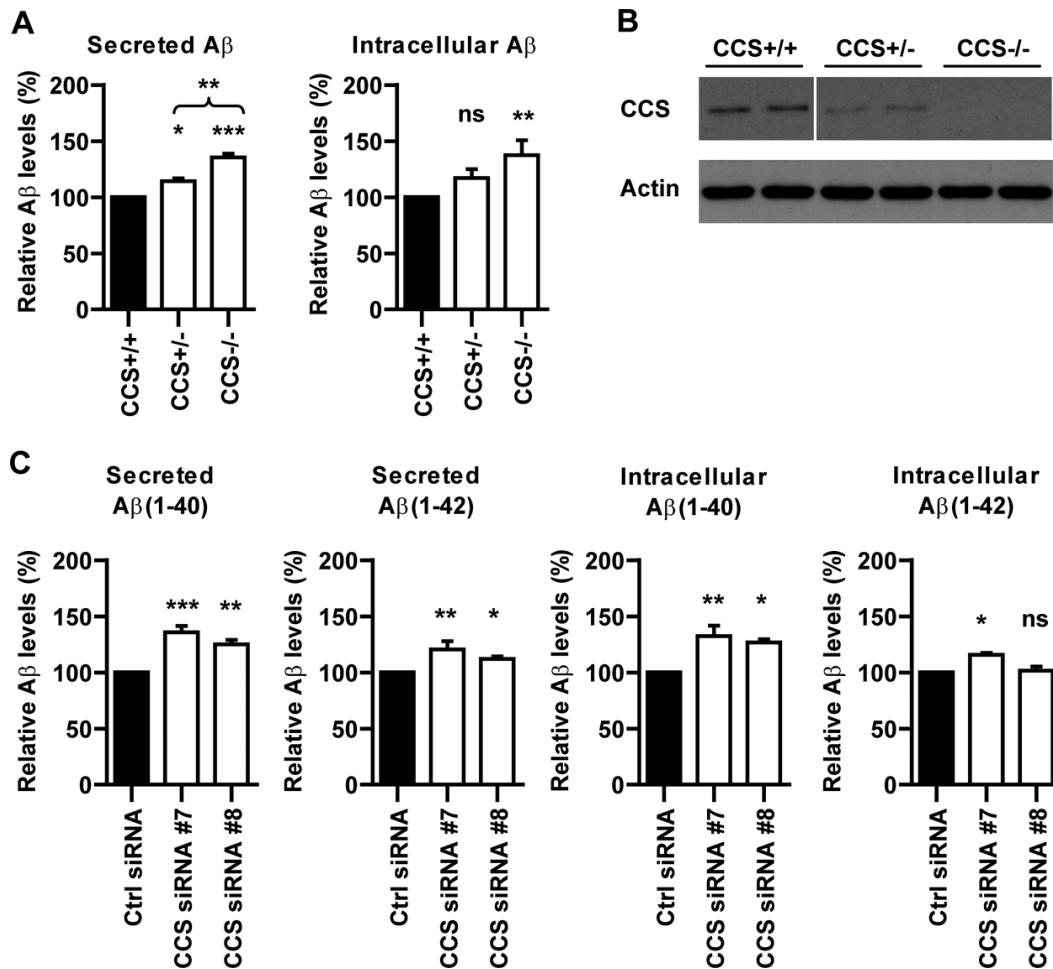 A
Secreted Aβ
Relative Aβ levels (%)
200
150
100
50
0
**
*
***
CCS+/+
CCS+/-
CCS-/-
Intracellular Aβ
Relative Aβ levels (%)
200
150
100
50
0
ns
**
CCS+/+
CCS+/-
CCS-/-
B
CCS+/+ CCS+/- CCS-/-
CCS
Actin
C
Secreted
Aβ(1-40)
Relative Aβ levels (%)
200
150
100
50
0
***
**
Ctrl siRNA
CCS siRNA #7
CCS siRNA #8
Secreted
Aβ(1-42)
Relative Aβ levels (%)
200
150
100
50
0
**
*
Ctrl siRNA
CCS siRNA #7
CCS siRNA #8
Intracellular
Aβ(1-40)
Relative Aβ levels (%)
200
150
100
50
0
**
*
Ctrl siRNA
CCS siRNA #7
CCS siRNA #8
Intracellular
Aβ(1-42)
Relative Aβ levels (%)
200
150
100
50
0
*
ns
Ctrl siRNA
CCS siRNA #7
CCS siRNA #8